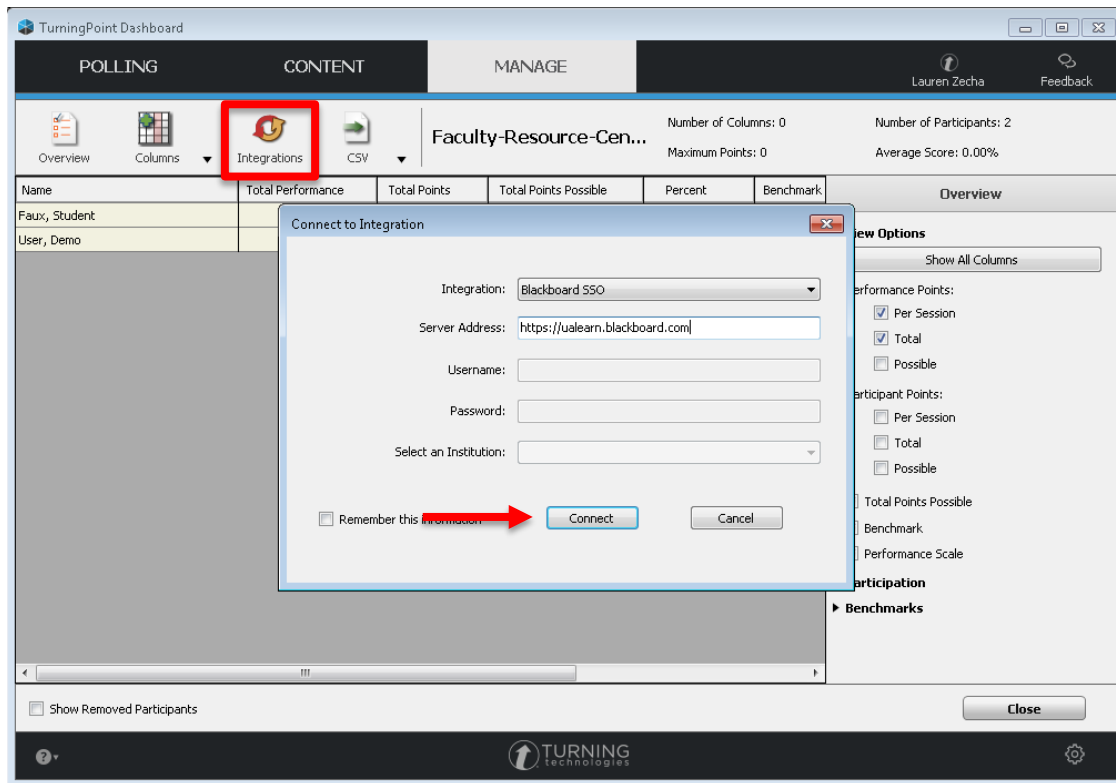 TurningPoint Dashboard
POLLING CONTENT MANAGE Lauren Zecha Feedback
Overview Columns Integrations CSV Faculty-Resource-Cen... Number of Columns: 0 Number of Participants: 2
Maximum Points: 0 Average Score: 0.00%
Name Total Performance Total Points Total Points Possible Percent Benchmark Overview
Faux, Student
User, Demo
Connect to Integration
Integration: Blackboard SSO
Server Address: https://ualearn.blackboard.com
Username:
Password:
Select an Institution:
Remember this Connect Cancel
iew Options
Show All Columns
erformance Points:
Per Session
Total
Possible
articipant Points:
Per Session
Total
Possible
Total Points Possible
Benchmark
Performance Scale
articipation
Benchmarks
Show Removed Participants Close
TURNING
technologies